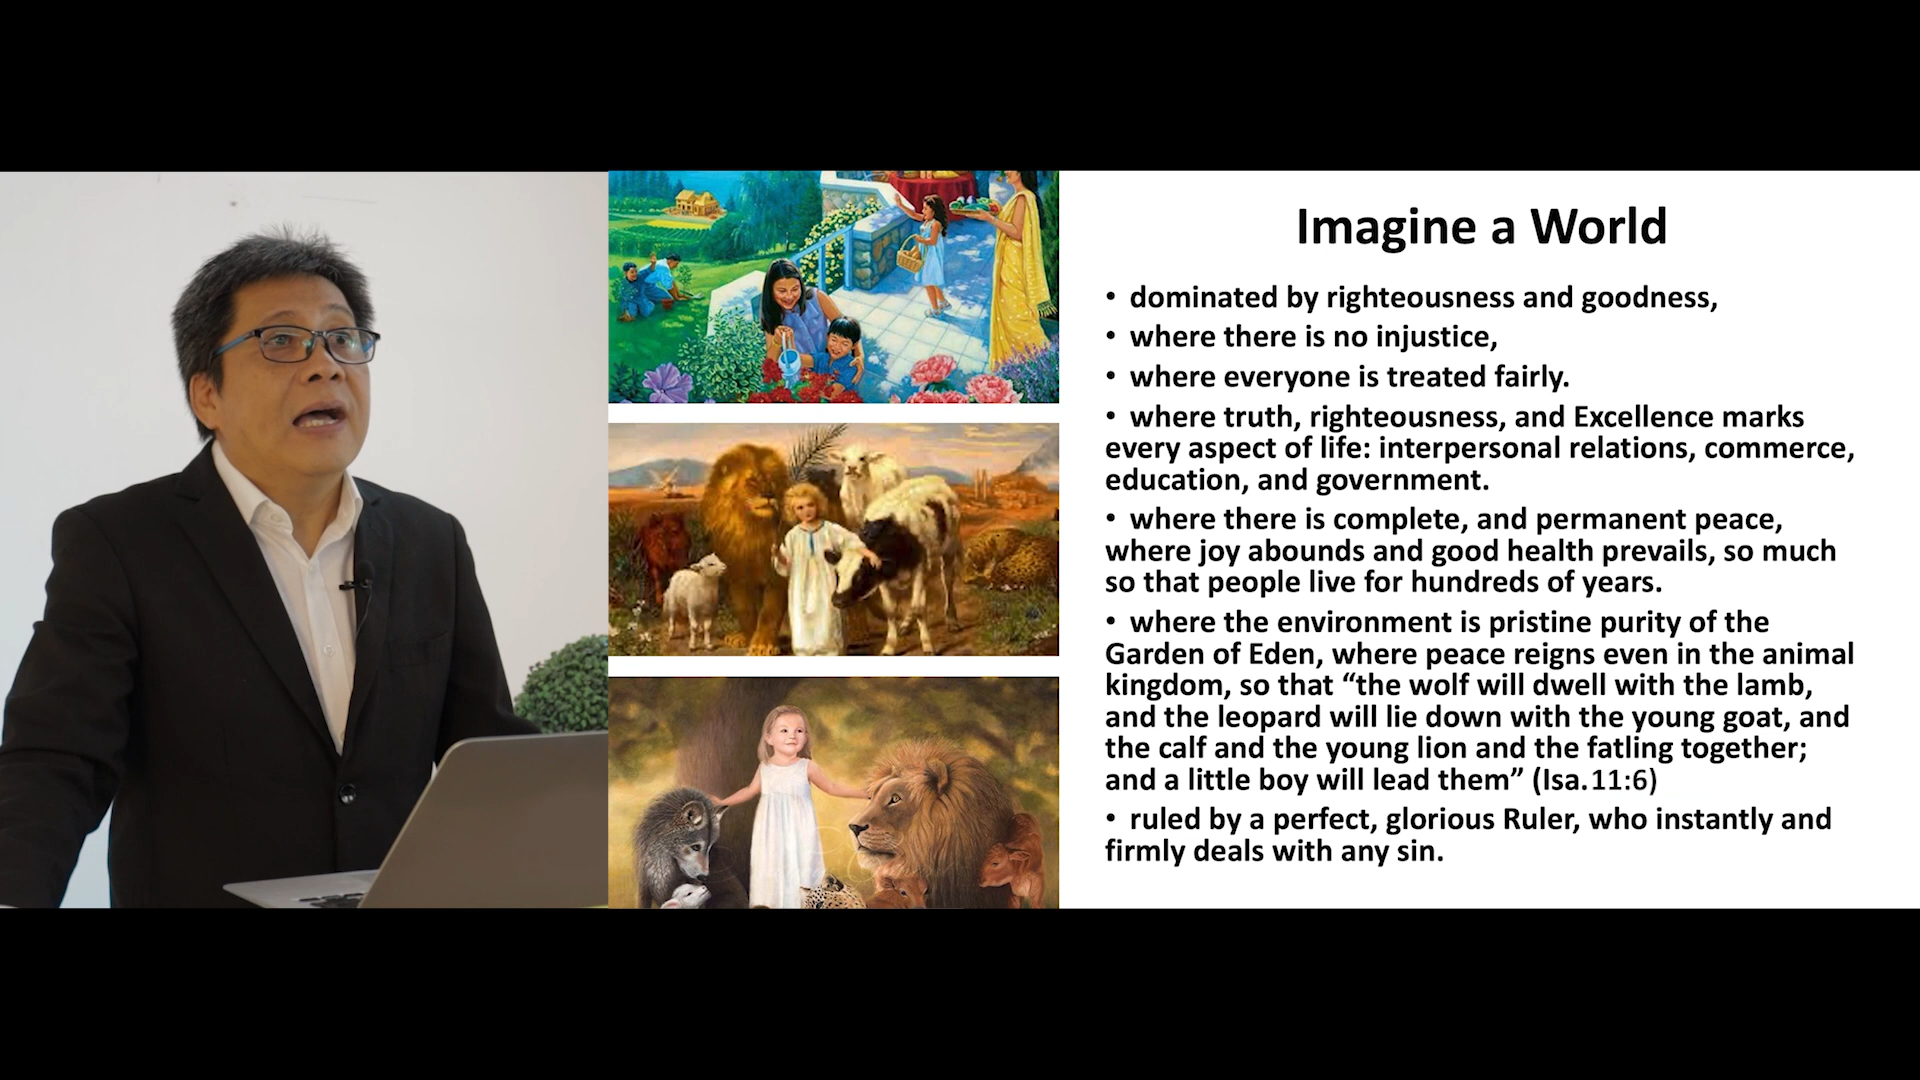 Imagine a World
• dominated by righteousness and goodness,
• where there is no injustice,
• where everyone is treated fairly.
• where truth, righteousness, and Excellence marks
every aspect of life: interpersonal relations, commerce,
education, and government.
• where there is complete, and permanent peace,
where joy abounds and good health prevails, so much
so that people live for hundreds of years.
• where the environment is pristine purity of the
Garden of Eden, where peace reigns even in the animal
kingdom, so that “the wolf will dwell with the lamb,
and the leopard will lie down with the young goat, and
the calf and the young lion and the fatling together;
and a little boy will lead them” (Isa.11:6)
• ruled by a perfect, glorious Ruler, who instantly and
firmly deals with any sin.